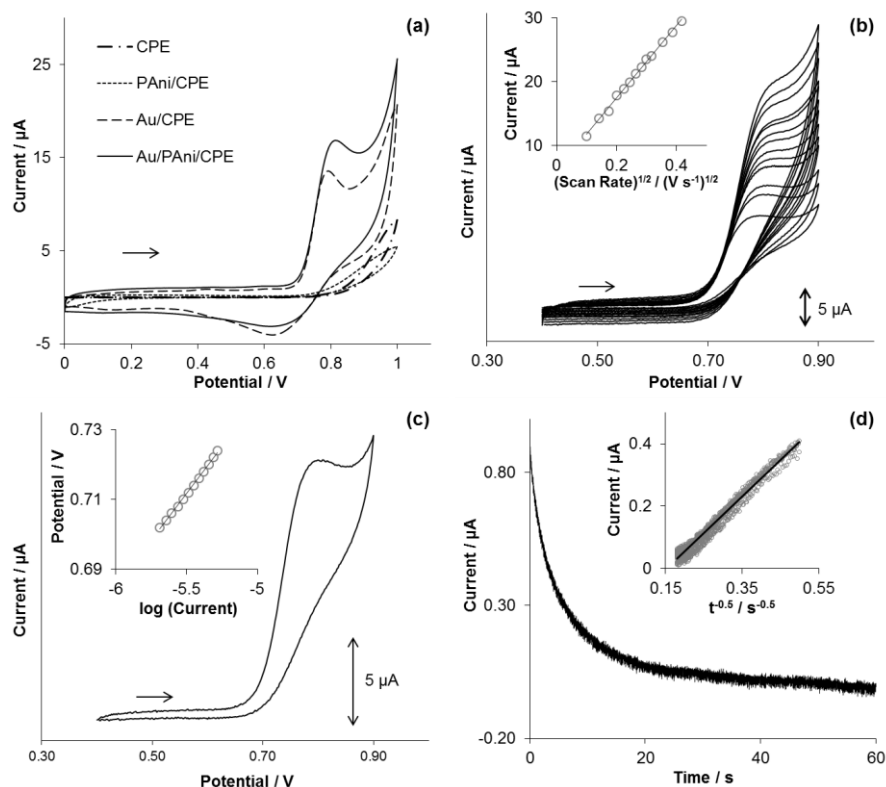 (a)
25
15
5
-5
Current / µA
CPE
PAni/CPE
Au/CPE
Au/PAni/CPE
0
0.2
0.4
0.6
0.8
1
Potential / V
(b)
30
20
10
Current / µA
0
0.1
0.2
0.3
0.4
0.5
(Scan Rate)1/2 / (V s-1)1/2
Current / µA
5 µA
0.30
0.50
0.70
0.90
Potential / V
(c)
0.73
0.71
0.69
Potential / V
-6
-5.5
-5
log (Current)
Current / µA
5 µA
0.30
0.50
0.70
0.90
Potential / V
(d)
0.80
0.30
-0.20
Current / µA
0.4
0.2
0
Current / µA
0.15
0.35
0.55
t-0.5 / s-0.5
0
20
40
60
Time / s